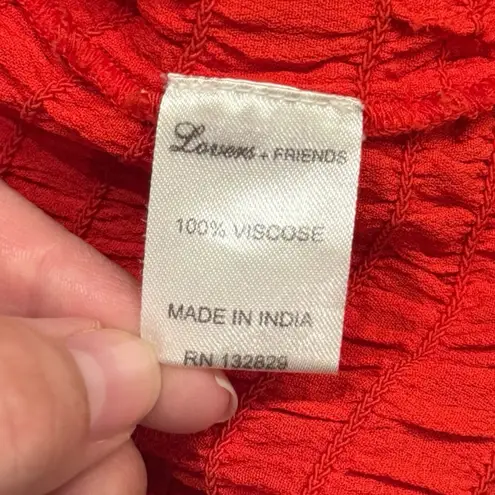 Lovers + FRIENDS
100% VISCOSE
MADE IN INDIA
RN 132829